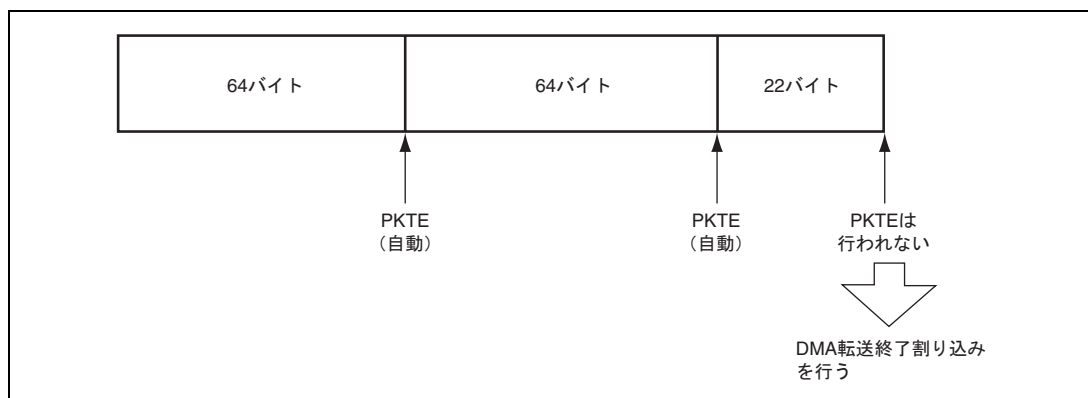 64バイト
64バイト
22バイト
PKTE
（自動）
PKTE
（自動）
PKTEは
行われない
DMA転送終了割り込み
を行う